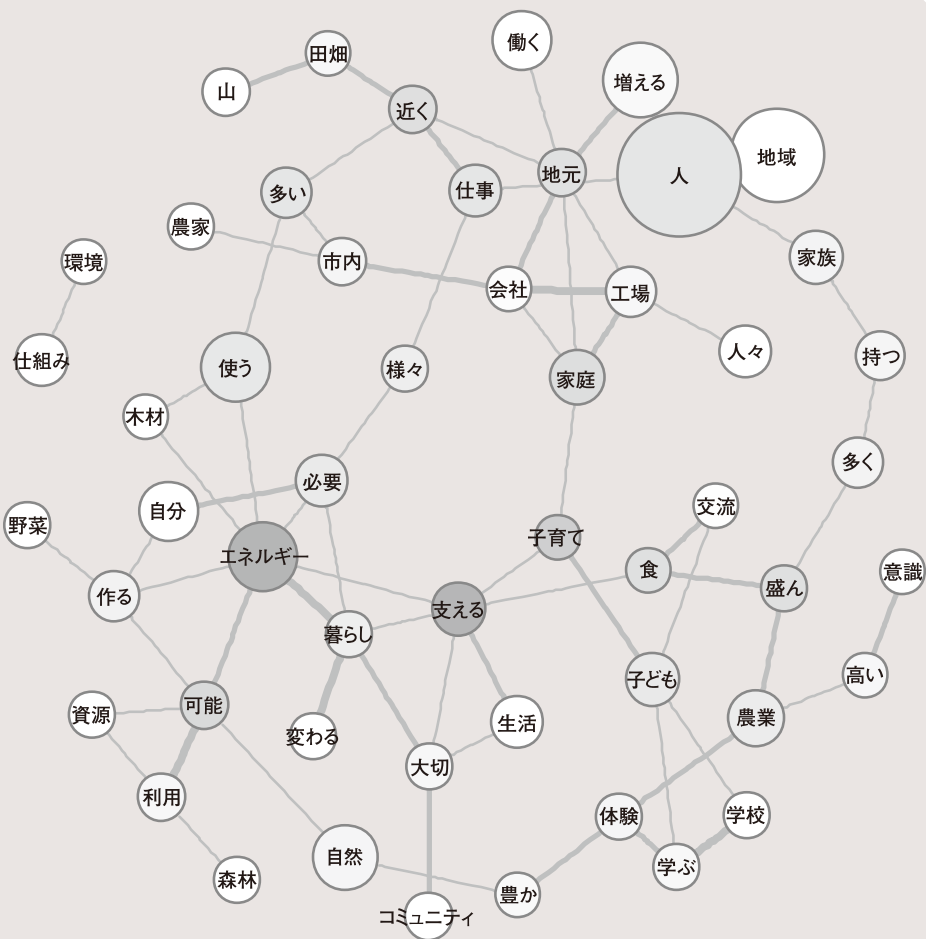 働く
田畑
増える
山
近く
地域
地元
人
多い
仕事
農家
家族
環境
市内
会社
工場
人々
持つ
仕組み
使う
様々
家庭
木材
多く
必要
自分
交流
野菜
子育て
エネルギー
食
意識
盛ん
作る
支える
暮らし
高い
子ども
可能
資源
農業
生活
変わる
大切
利用
体験
学校
自然
学ぶ
森林
豊か
コミュニティ